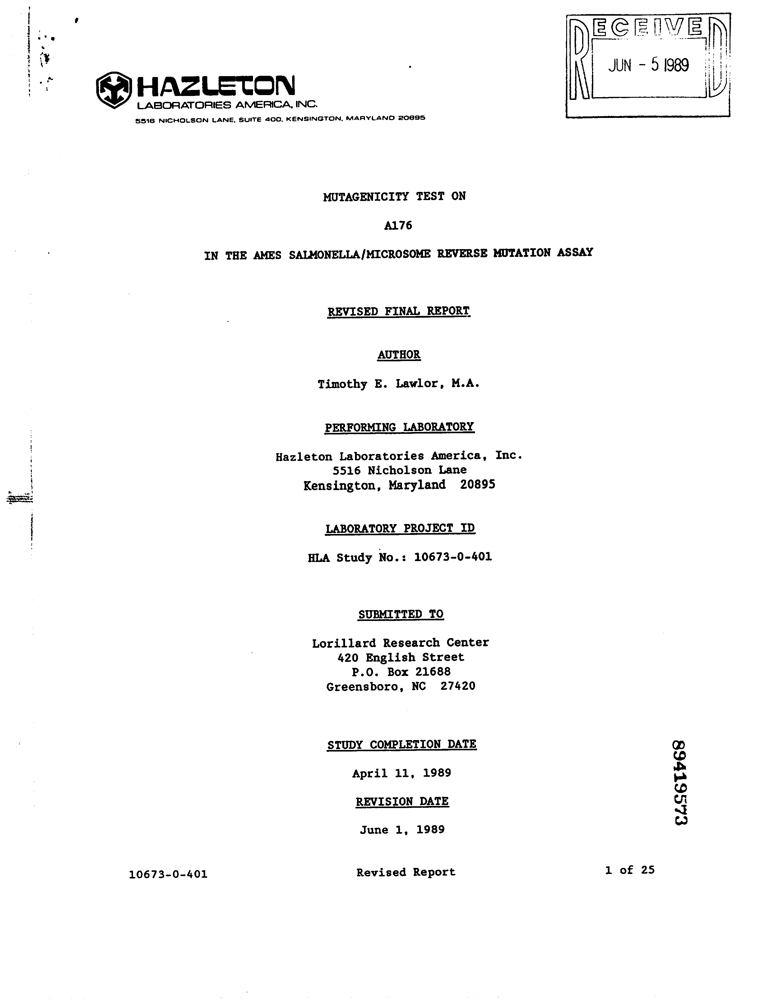 RECEIVED
JUN - 5 1989
HAZLETON
LABORATORIES AMERICA, INC.
5516 NICHOLSON LANE, SUITE 400, KENSINGTON, MARYLAND 20895
MUTAGENICITY TEST ON
A176
IN THE AMES SALMONELLA/MICROSOME REVERSE MUTATION ASSAY
REVISED FINAL REPORT
AUTHOR
Timothy E. Lawlor, M.A.
PERFORMING LABORATORY
Hazleton Laboratories America, Inc.
5516 Nicholson Lane
Kensington, Maryland 20895
LABORATORY PROJECT ID
HLA Study No.: 10673-0-401
SUBMITTED TO
Lorillard Research Center
420 English Street
P.O. Box 21688
Greensboro, NC 27420
STUDY COMPLETION DATE
April 11, 1989
REVISION DATE
June 1, 1989
89419573
10673-0-401
Revised Report
1 of 25